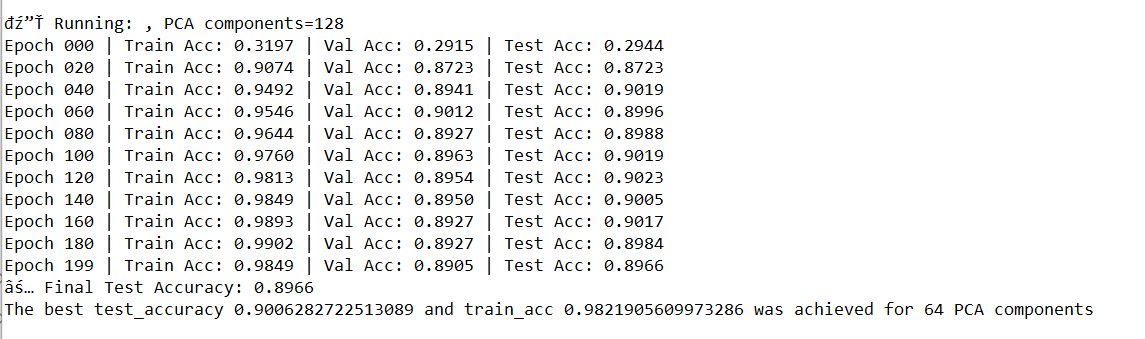 đź”Ť Running: , PCA components=128
Epoch 000 | Train Acc: 0.3197 | Val Acc: 0.2915 | Test Acc: 0.2944
Epoch 020 | Train Acc: 0.9074 | Val Acc: 0.8723 | Test Acc: 0.8723
Epoch 040 | Train Acc: 0.9492 | Val Acc: 0.8941 | Test Acc: 0.9019
Epoch 060 | Train Acc: 0.9546 | Val Acc: 0.9012 | Test Acc: 0.8996
Epoch 080 | Train Acc: 0.9644 | Val Acc: 0.8927 | Test Acc: 0.8988
Epoch 100 | Train Acc: 0.9760 | Val Acc: 0.8963 | Test Acc: 0.9019
Epoch 120 | Train Acc: 0.9813 | Val Acc: 0.8954 | Test Acc: 0.9023
Epoch 140 | Train Acc: 0.9849 | Val Acc: 0.8950 | Test Acc: 0.9005
Epoch 160 | Train Acc: 0.9893 | Val Acc: 0.8927 | Test Acc: 0.9017
Epoch 180 | Train Acc: 0.9902 | Val Acc: 0.8927 | Test Acc: 0.8984
Epoch 199 | Train Acc: 0.9849 | Val Acc: 0.8905 | Test Acc: 0.8966
âś… Final Test Accuracy: 0.8966
The best test_accuracy 0.9006282722513089 and train_acc 0.9821905609973286 was achieved for 64 PCA components